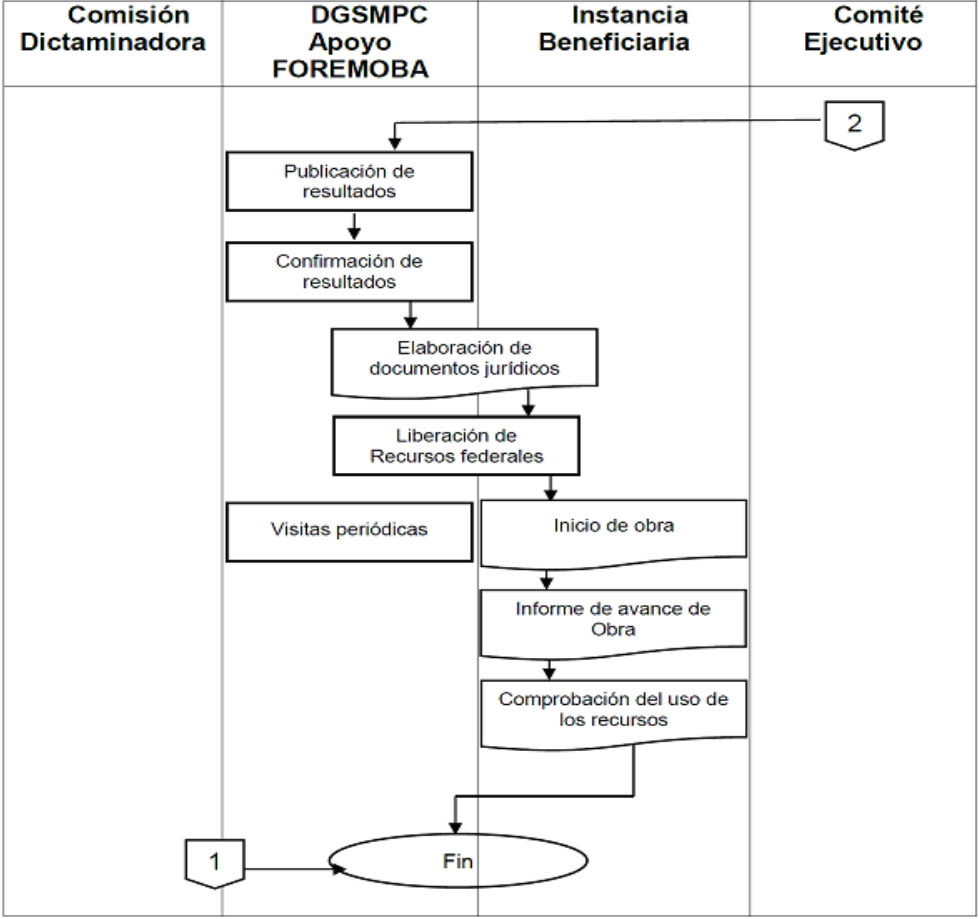 Comisión
Dictaminadora
DGSMPC
Apoyo
FOREMOBA
Instancia
Beneficiaria
Comité
Ejecutivo
2
Publicación de
resultados
Confirmación de
resultados
Elaboración de
documentos jurídicos
Liberación de
Recursos federales
Visitas periódicas
Inicio de obra
Informe de avance de
Obra
Comprobación del uso de
los recursos
1
Fin